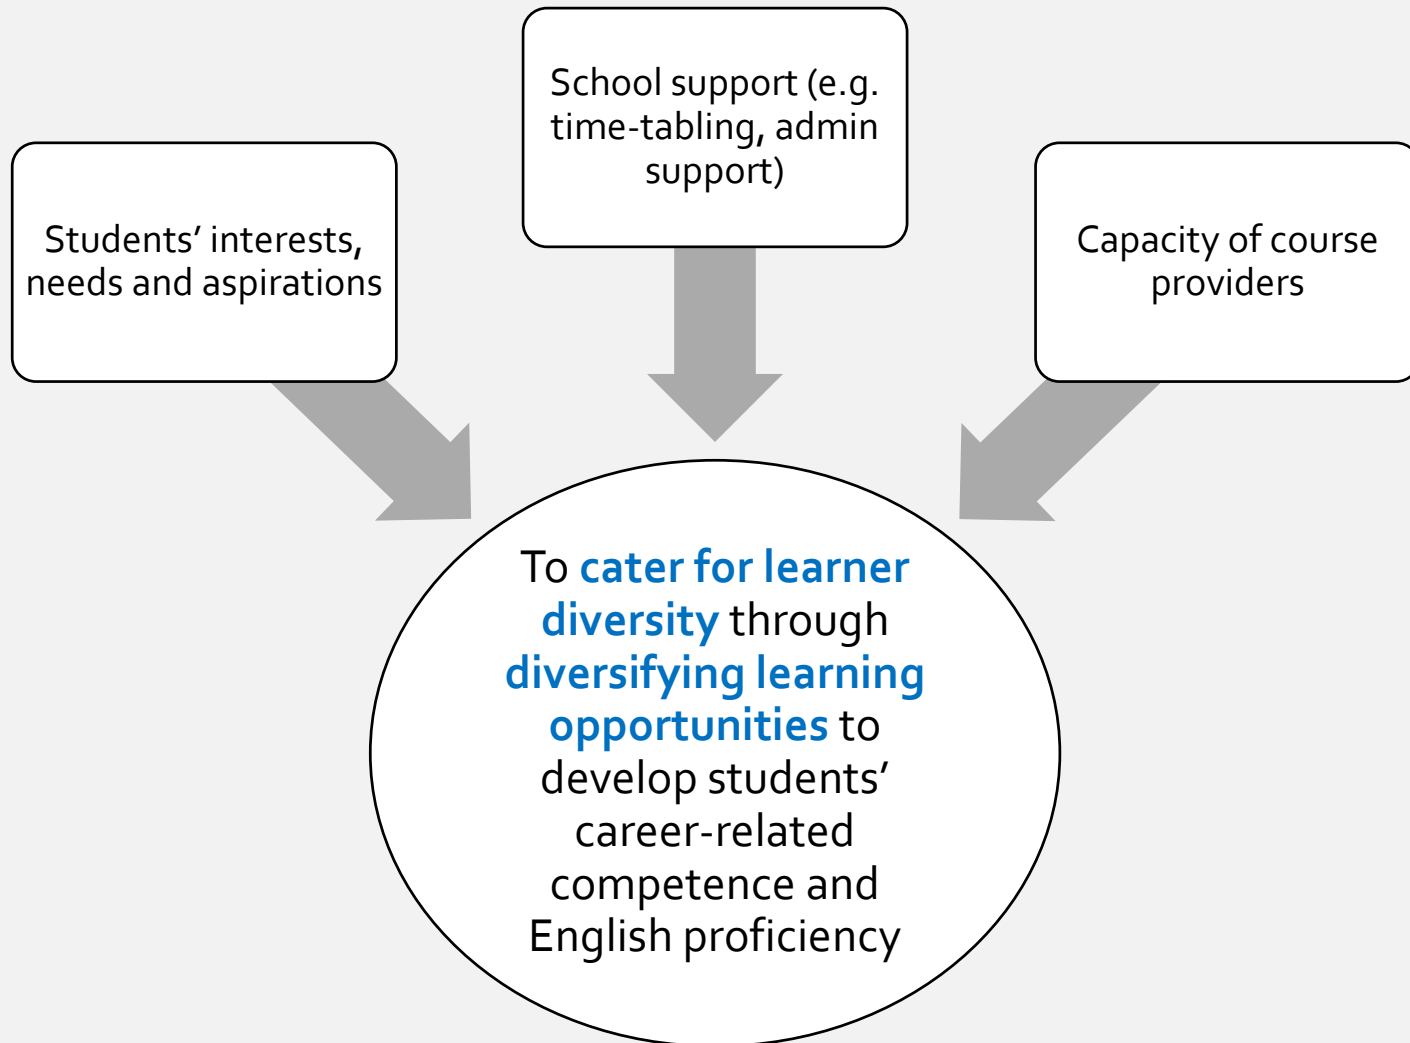 School support (e.g.
time-tabling, admin
support)
Students’ interests,
needs and aspirations
Capacity of course
providers
To cater for learner
diversity through
diversifying learning
opportunities to
develop students’
career-related
competence and
English proficiency